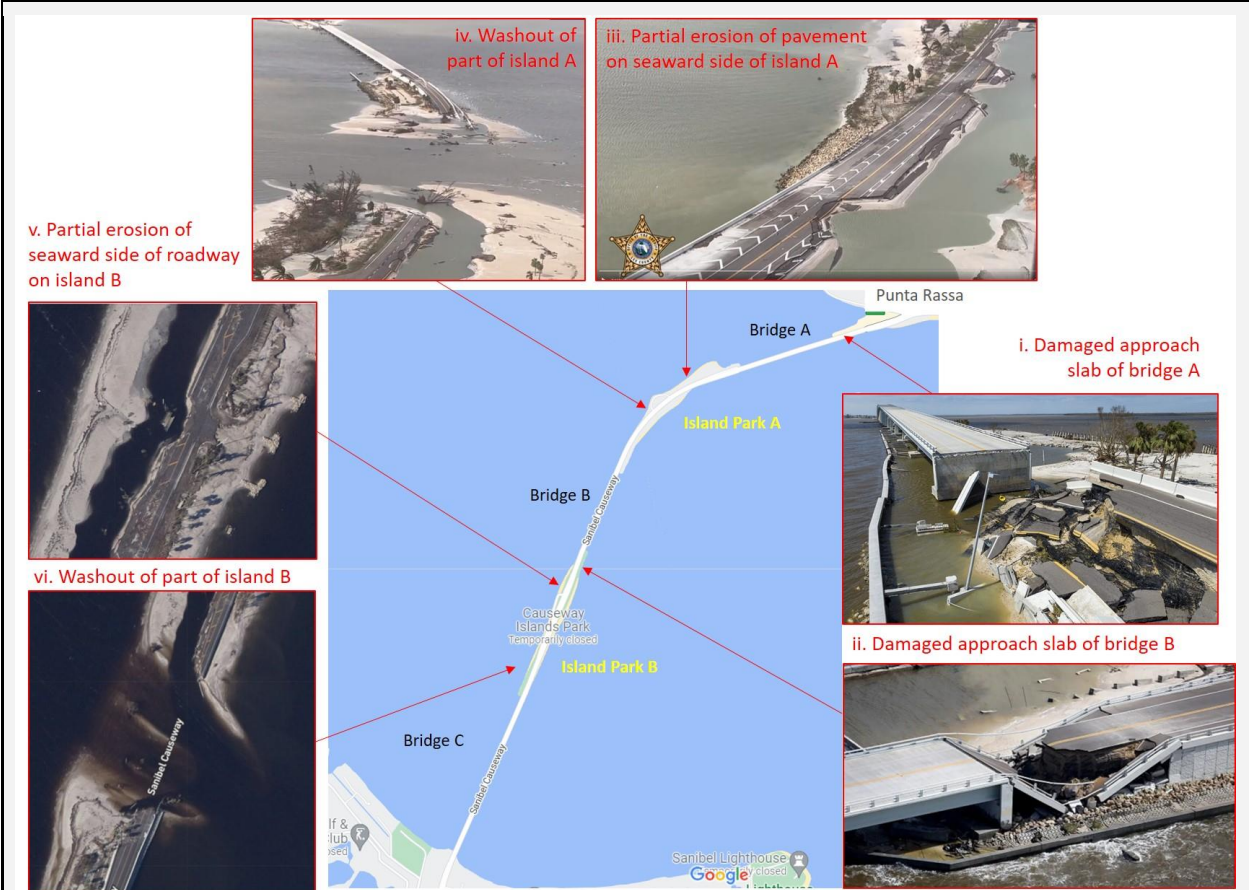 iv. Washout of
part of island A
iii. Partial erosion of pavement
on seaward side of island A
v. Partial erosion of
seaward side of roadway
on island B
Punta Rassa
Bridge A
i. Damaged approach
slab of bridge A
Island Park A
Bridge B
Sanibel Causeway
vi. Washout of part of island B
Causeway
Islands Park
Temporarily closed
Island Park B
ii. Damaged approach slab of bridge B
Sanibel Causeway
Bridge C
Sanibel Causeway
lf &
lub
osed
Sanibel Lighthouse
y closed
Google